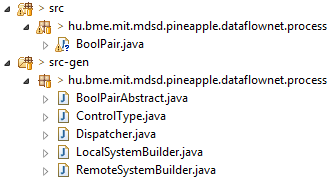 > src
> hu.bme.mit.mdsd.pineapple.dataflownet.process
> BoolPair.java
> src-gen
> hu.bme.mit.mdsd.pineapple.dataflownet.process
BoolPairAbstract.java
ControlType.java
Dispatcher.java
LocalSystemBuilder.java
RemoteSystemBuilder.java